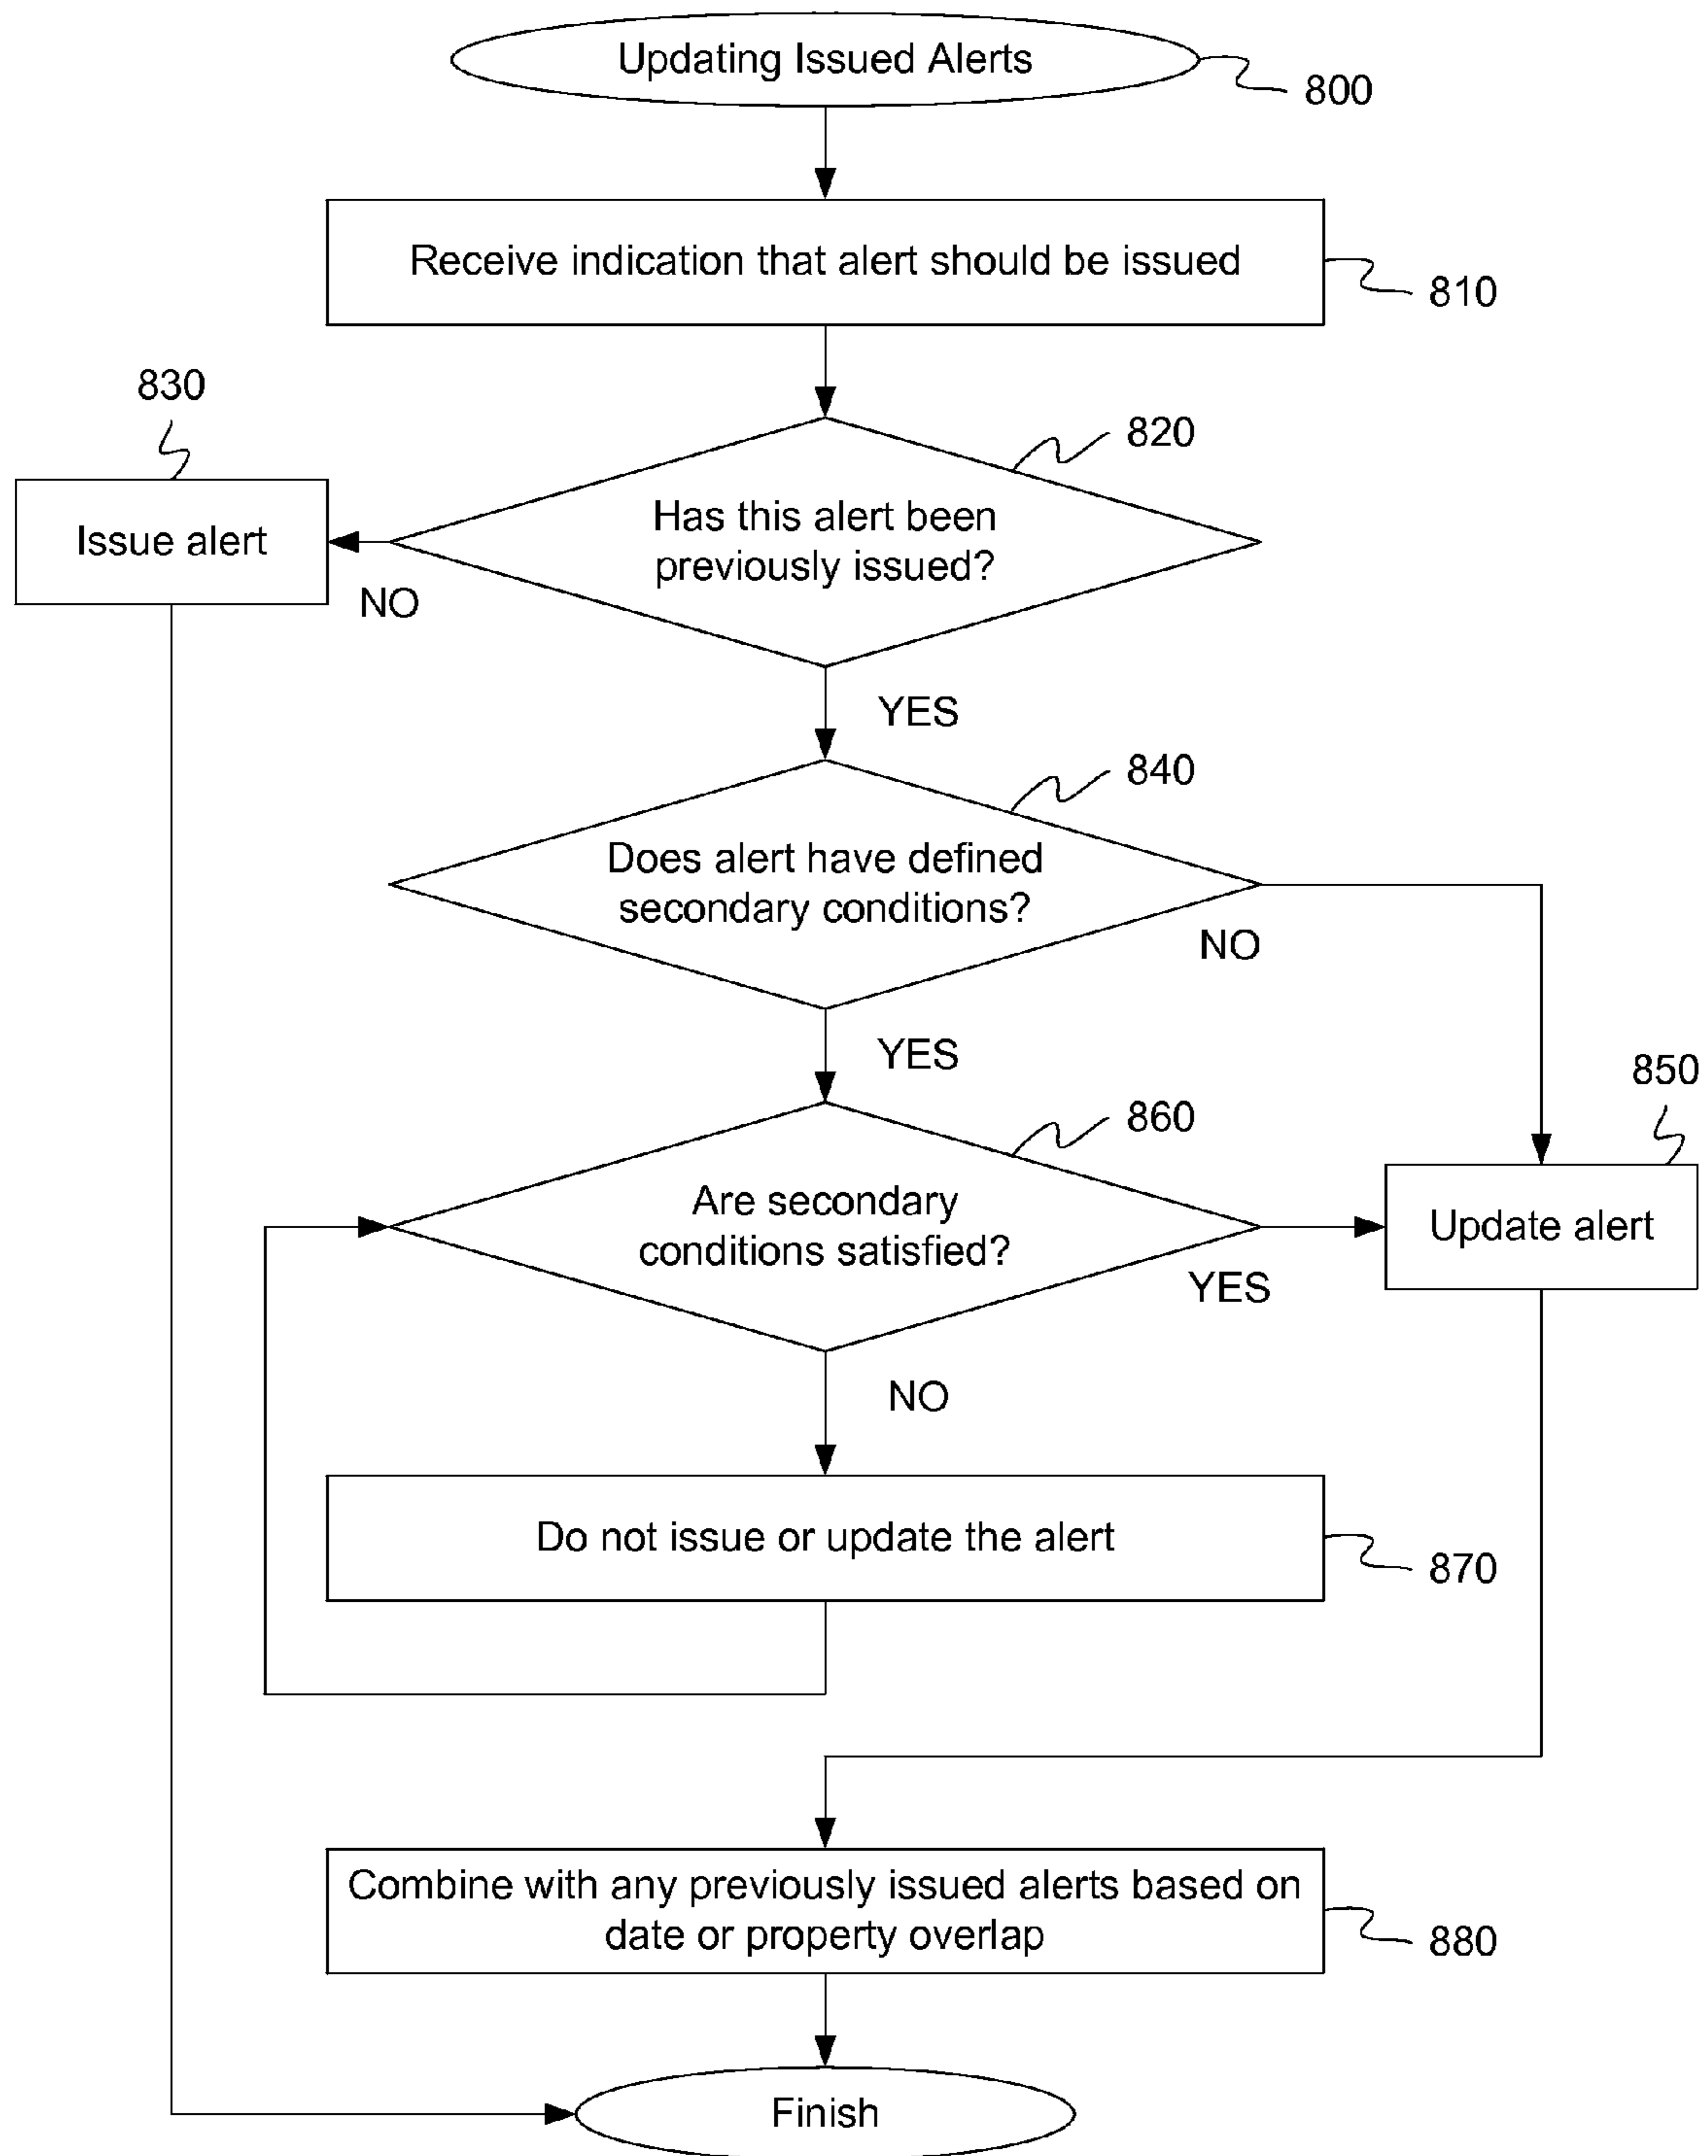 Updating Issued Alerts
800
Receive indication that alert should be issued
810
830
820
Has this alert been
previously issued?
Issue alert
NO
YES
840
Does alert have defined
secondary conditions?
NO
YES
850
860
Are secondary
conditions satisfied?
Update alert
YES
NO
Do not issue or update the alert
870
Combine with any previously issued alerts based on
date or property overlap
880
Finish